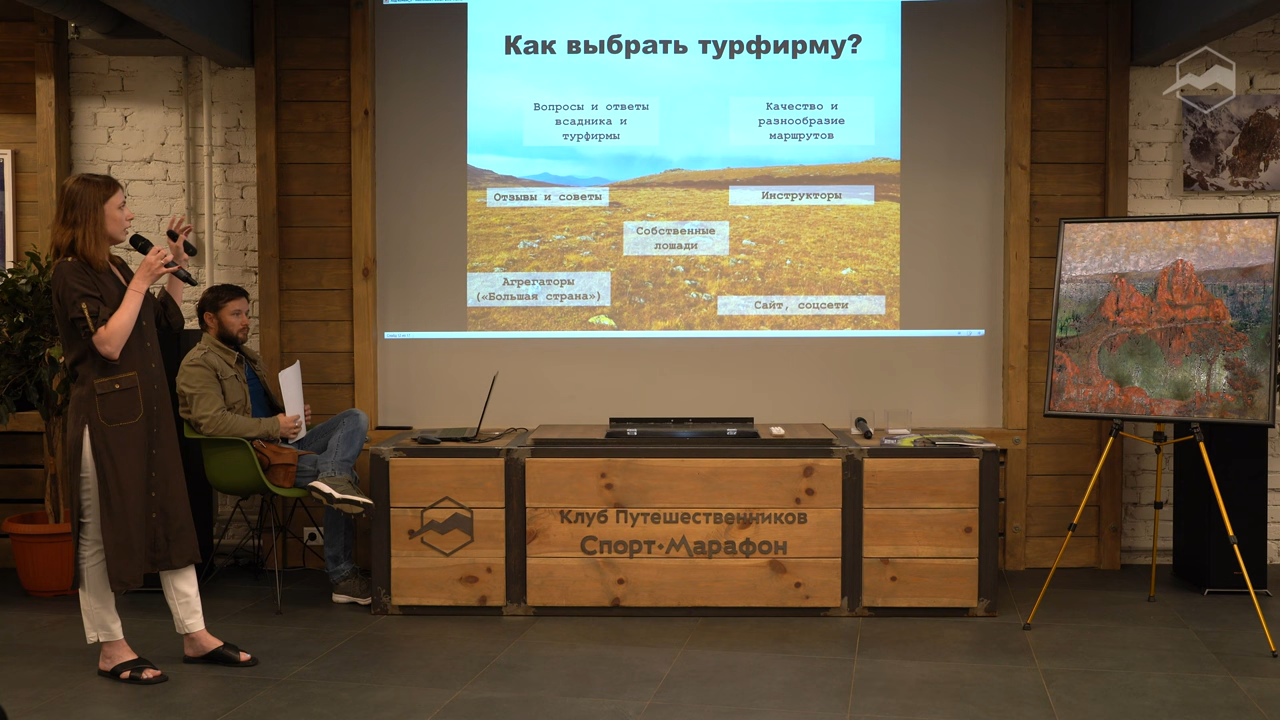 Как выбрать турфирму?
Вопросы и ответы
всадника и
турфирмы
Качество и
разнообразие
маршрутов
Отзывы и советы
Инструкторы
Собственные
лошади
Агрегаторы
(«Большая страна»)
Сайт, соцсети
Клуб Путешественников
Спорт·Марафон